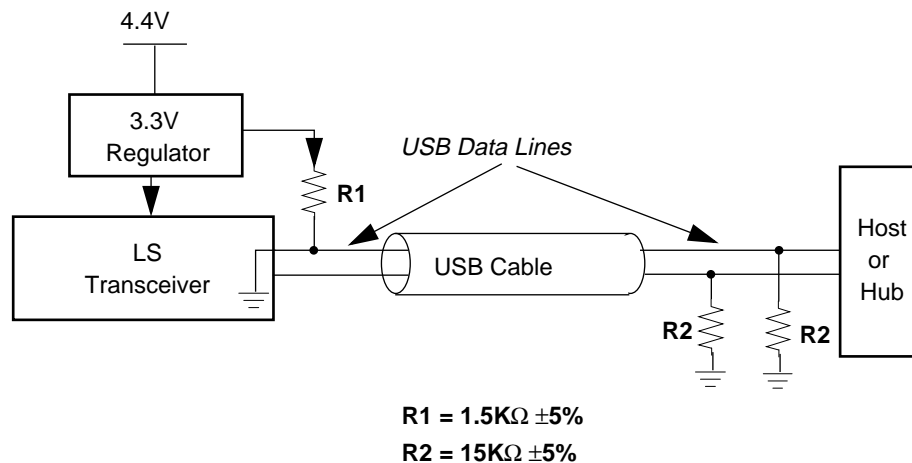 4.4V
3.3V
Regulator
USB Data Lines
R1
LS
Transceiver
USB Cable
Host
or
Hub
R2
R2
R1 = 1.5KΩ ±5%
R2 = 15KΩ ±5%